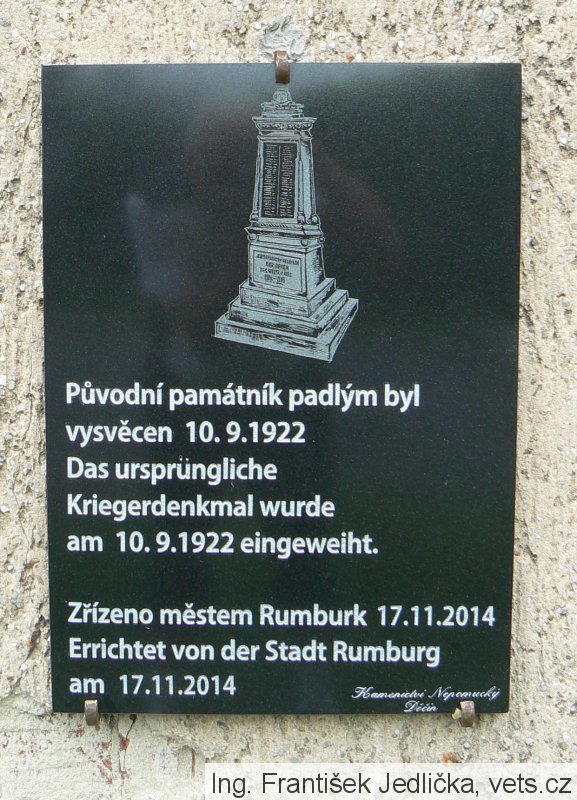 Původní památník padlým byl
vysvěcen 10. 9.1922
Das ursprüngliche
Kriegerdenkmal wurde
am 10. 9.1922 eingeweiht.
Zřízeno městem Rumburk 17.11.2014
Errichtet von der Stadt Rumburg
am 17.11.2014
Kamenictví Nepomucký
Děčín
Ing. František Jedlička, vets.cz